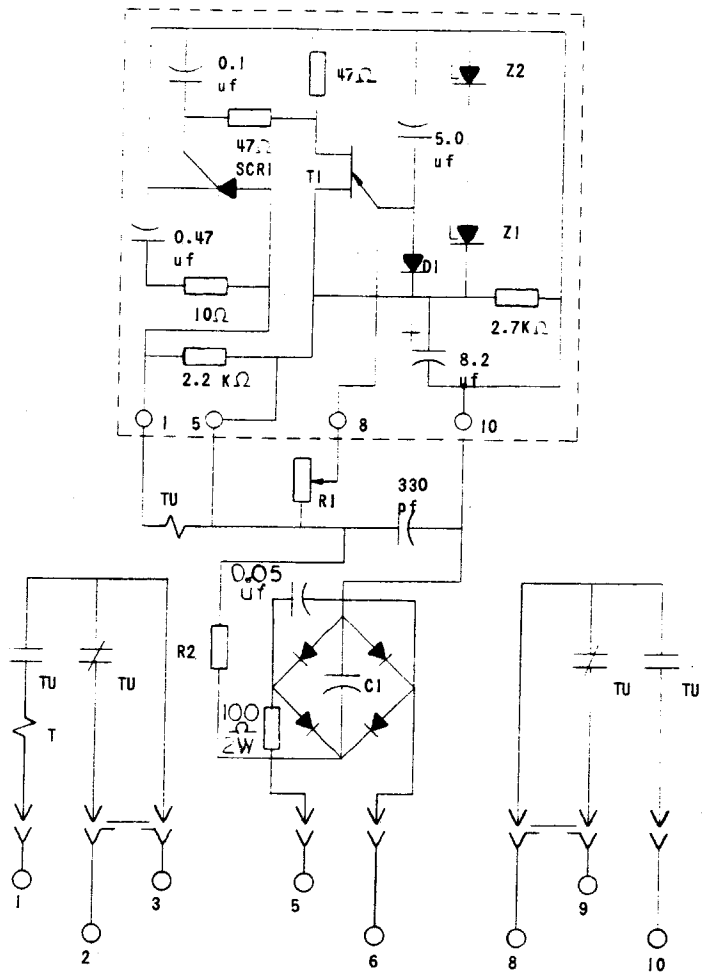 0.1
uf
47Ω
Z2
47Ω
5.0
uf
SCR1
T1
0.47
uf
Z1
D1
10Ω
2.7KΩ
+
2.2 KΩ
8.2
uf
1
5
8
10
R1
TU
330
pf
0.05
uf
R2
C1
TU
TU
TU
TU
T
100
Ω
2W
1
3
5
9
2
6
8
10